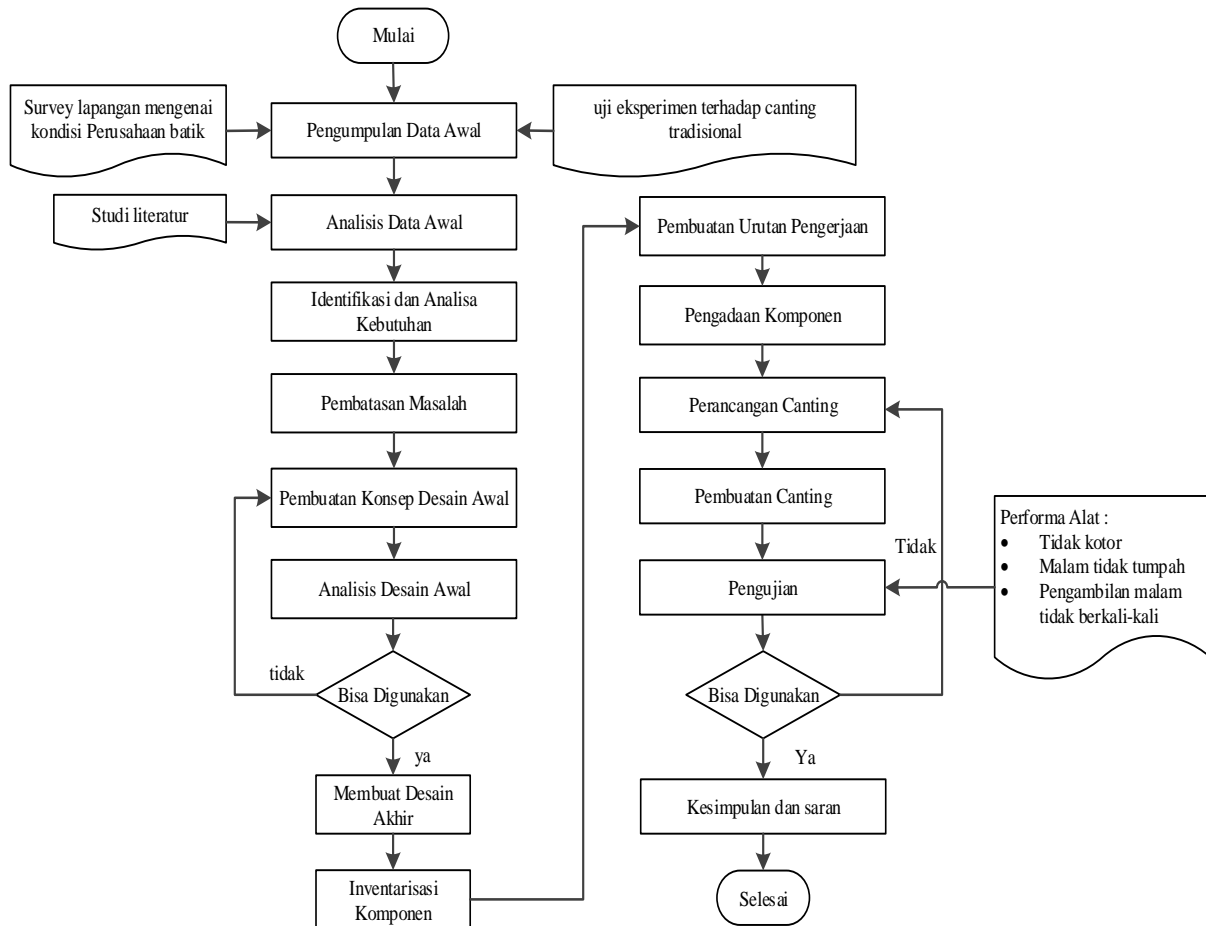 Mulai
Survey lapangan mengenai
kondisi Perusahaan batik
Pengumpulan Data Awal
uji eksperimen terhadap canting
tradisional
Studi literatur
Analisis Data Awal
Identifikasi dan Analisa
Kebutuhan
Pembatasan Masalah
Pembuatan Konsep Desain Awal
Analisis Desain Awal
tidak
Bisa Digunakan
ya
Membuat Desain
Akhir
Inventarisasi
Komponen
Pembuatan Urutan Pengerjaan
Pengadaan Komponen
Perancangan Canting
Pembuatan Canting
Tidak
Pengujian
Performa Alat :
• Tidak kotor
• Malam tidak tumpah
• Pengambilan malam
tidak berkali-kali
Bisa Digunakan
Ya
Kesimpulan dan saran
Selesai